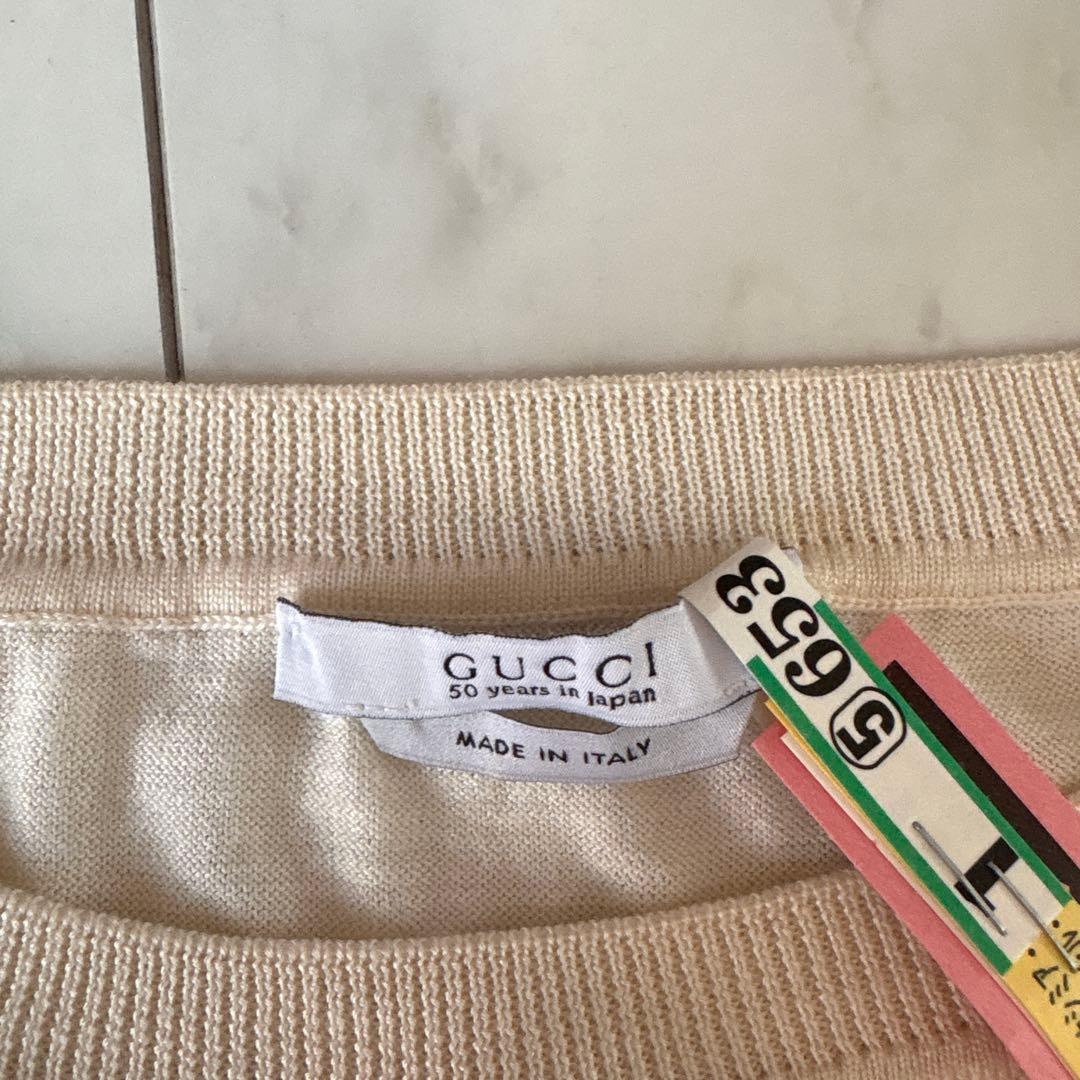 GUCCI
50 years in Japan
MADE IN ITALY
653
⑤